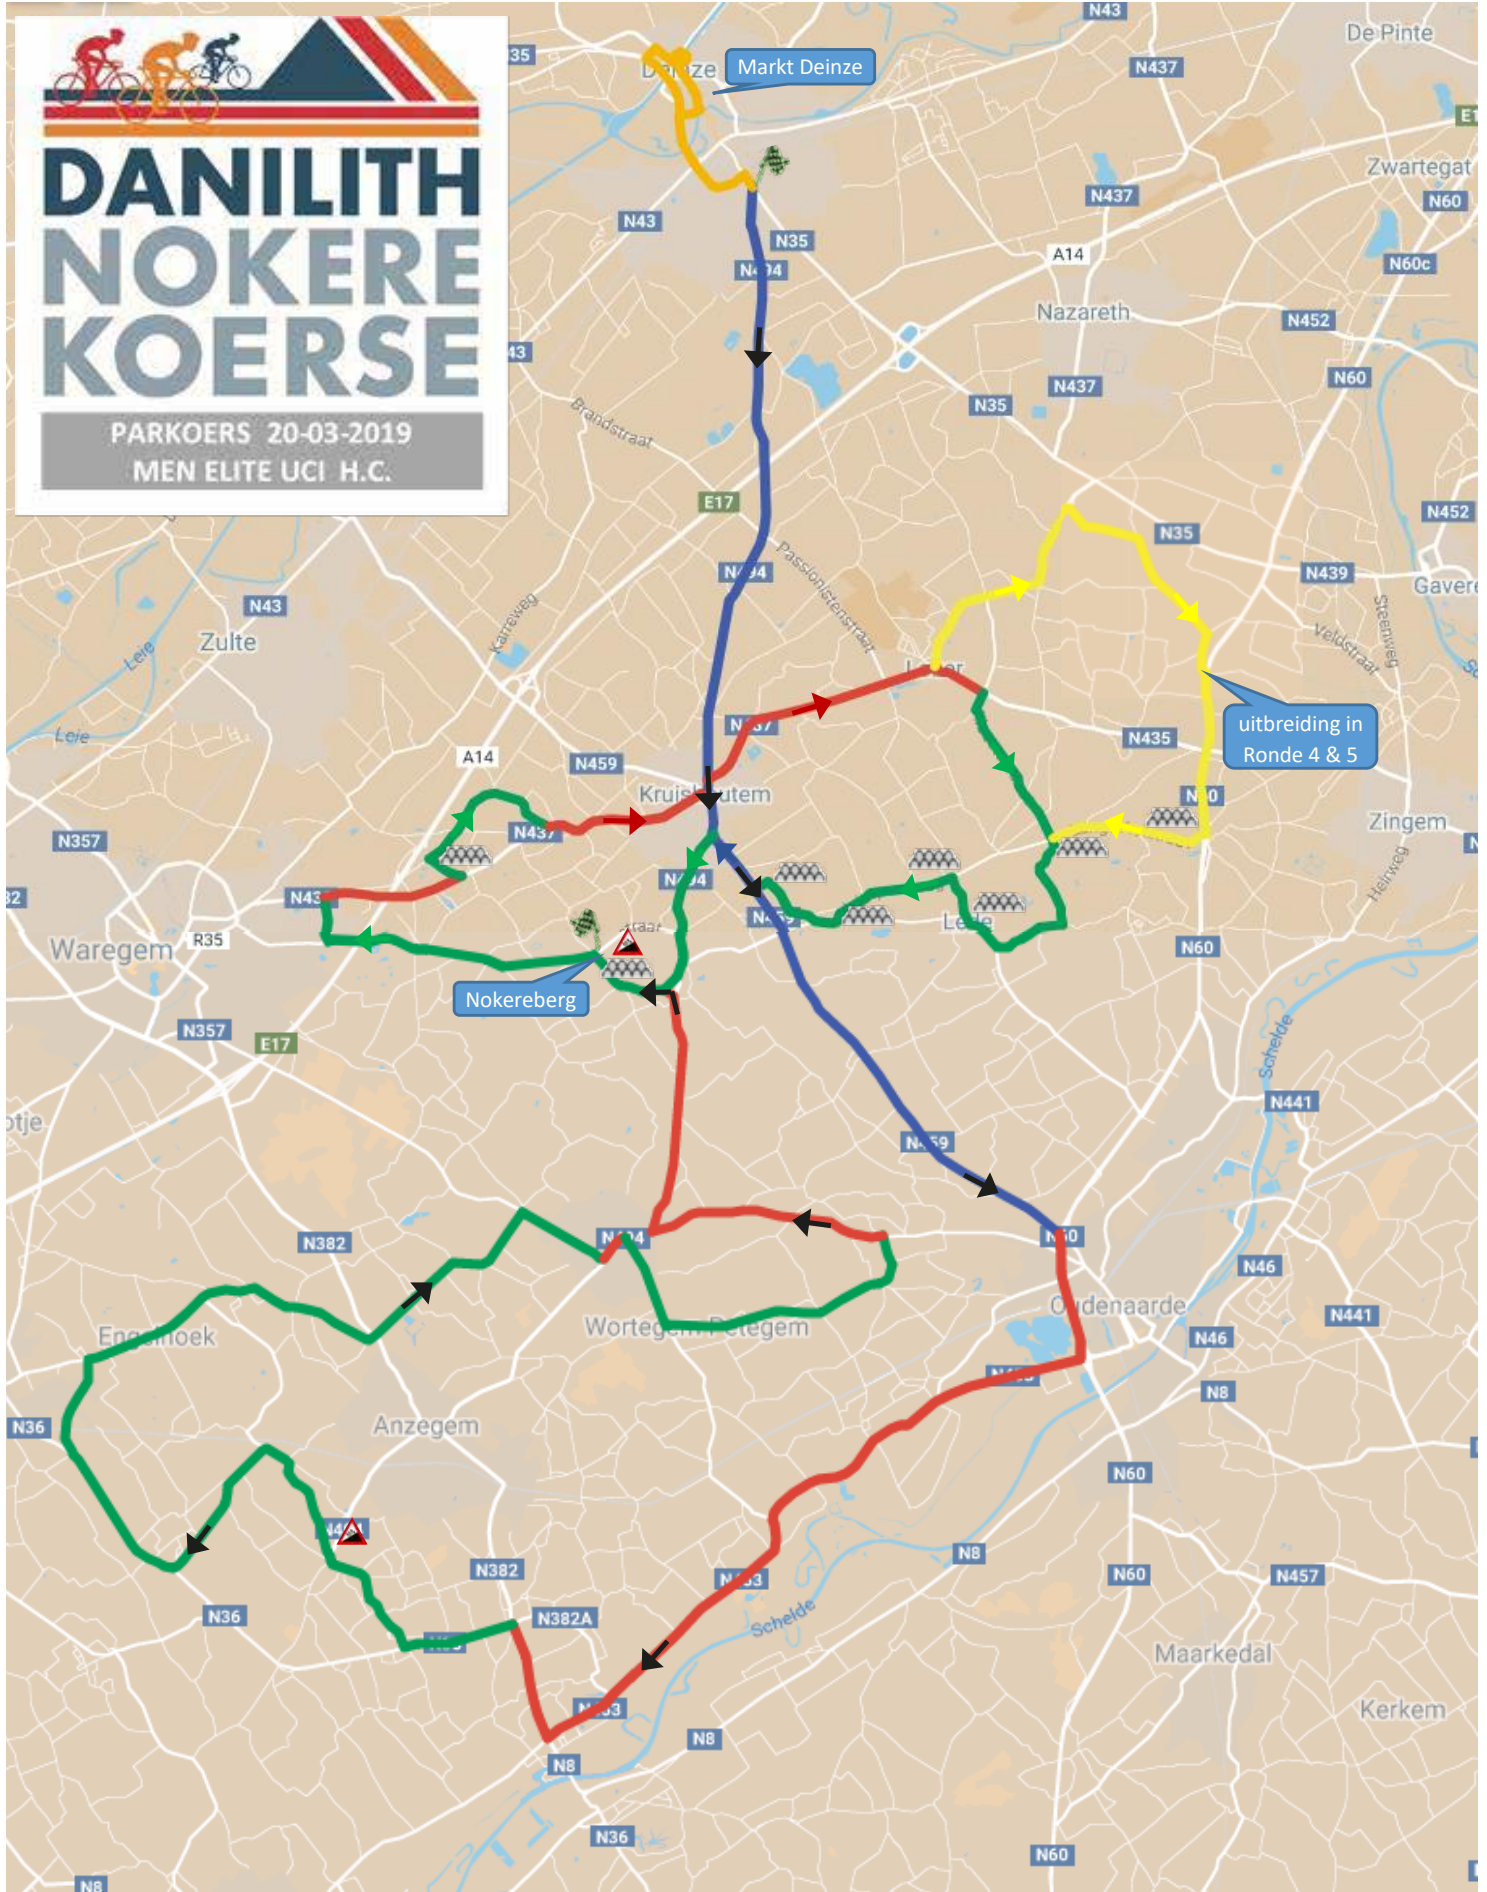 DANILITH
NOKERE
KOERSE
PARKOERS 20-03-2019
MEN ELITE UCI H.C.
N43
De Pinte
Markt Deinze
N437
Zwartegat
N437
N60
N43
N35
A14
N60c
Nazareth
N452
N60
N437
N35
Brandstraat
E17
N452
N35
Passionistenstraat
N439
N43
Karreweg
Steenweg
Zulte
Veldstraat
Leie
Leie
uitbreiding in
Ronde 4 & 5
N435
A14
N459
Zingem
N357
N437
Heirweg
Waregem
R35
N60
Nokereberg
N357
E17
Schelde
N441
N382
N46
N441
Oudenaarde
N46
Anzegem
N8
N36
N60
N8
N382
N60
N457
N36
N382A
Schelde
Maarkedal
Kerkem
N8
N8
N36
N60
N8